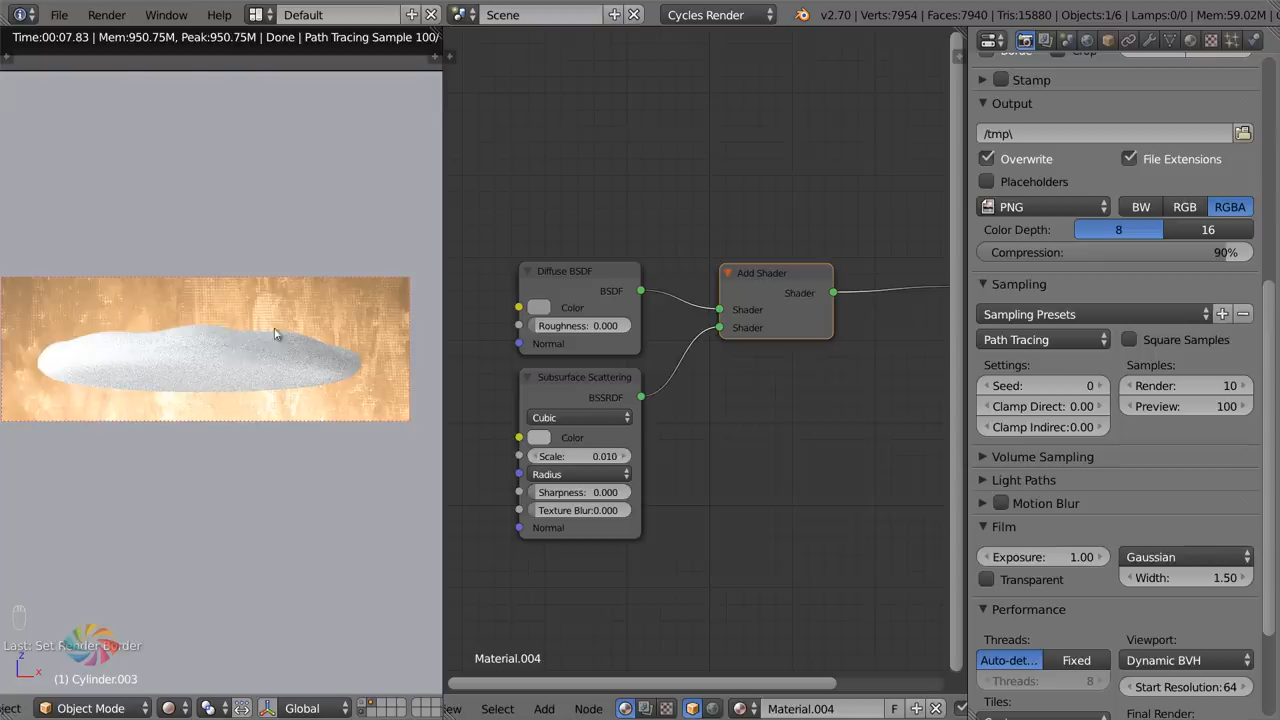 File Render Window Help Default Scene Cycles Render v2.70 | Verts:7954 | Faces:7940 | Tris:15880 | Objects:1/6 | Lamps:0/0 | Mem:59.02M
Time:00:07.83 | Mem:950.75M, Peak:950.75M | Done | Path Tracing Sample 100/
Stamp
Output
/tmp\
Overwrite File Extensions
Placeholders
PNG BW RGB RGBA
Color Depth: 8 16
Compression: 90%
Sampling
Sampling Presets
Path Tracing Square Samples
Settings: Samples:
Seed: 0 Render: 10
Clamp Direct: 0.00 Preview: 100
Clamp Indirec:0.00
Volume Sampling
Light Paths
Motion Blur
Film
Exposure: 1.00 Gaussian
Transparent Width: 1.50
Performance
Threads: Viewport:
Auto-det... Fixed Dynamic BVH
Threads: 8 Start Resolution:64
Tiles: Final Render:
Diffuse BSDF
BSDF
Color
Roughness: 0.000
Normal
Add Shader
Shader
Shader
Shader
Subsurface Scattering
BSSRDF
Cubic
Color
Scale: 0.010
Radius
Sharpness: 0.000
Texture Blur:0.000
Normal
Material.004
Last: Set Render Border
z
x
(1) Cylinder.003
ject Object Mode Global ew Select Add Node Material.004 F